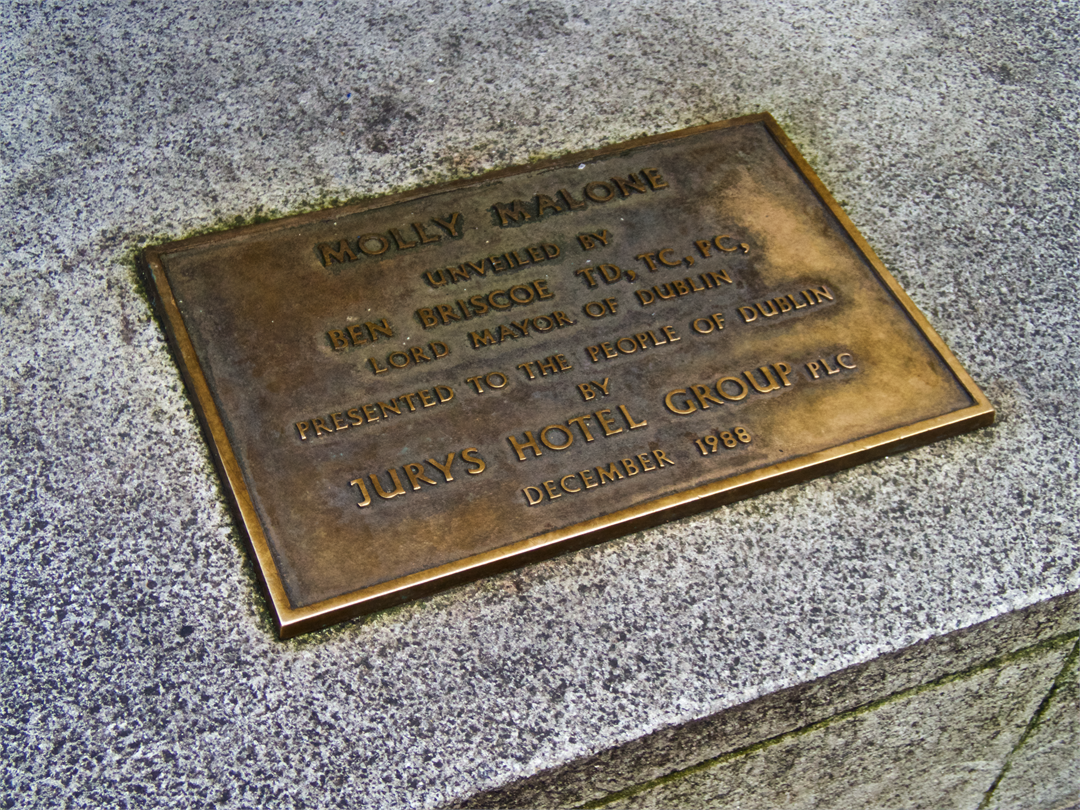 MOLLY MALONE
UNVEILED BY
BEN BRISCOE TD, TC, PC,
LORD MAYOR OF DUBLIN
PRESENTED TO THE PEOPLE OF DUBLIN
BY
JURYS HOTEL GROUP PLC
DECEMBER 1988